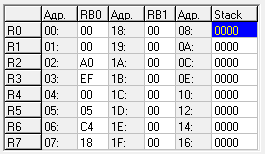 Адр. RB0 Адр. RB1 Адр. Stack
R0 00: 00 18: 00 08: 0000
R1 01: 00 19: 00 0A: 0000
R2 02: A0 1A: 00 0C: 0000
R3 03: EF 1B: 00 0E: 0000
R4 04: 00 1C: 00 10: 0000
R5 05: 05 1D: 00 12: 0000
R6 06: C4 1E: 00 14: 0000
R7 07: 18 1F: 00 16: 0000